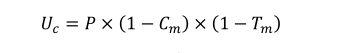 U_c = P × (1 − C_m) × (1 − T_m)